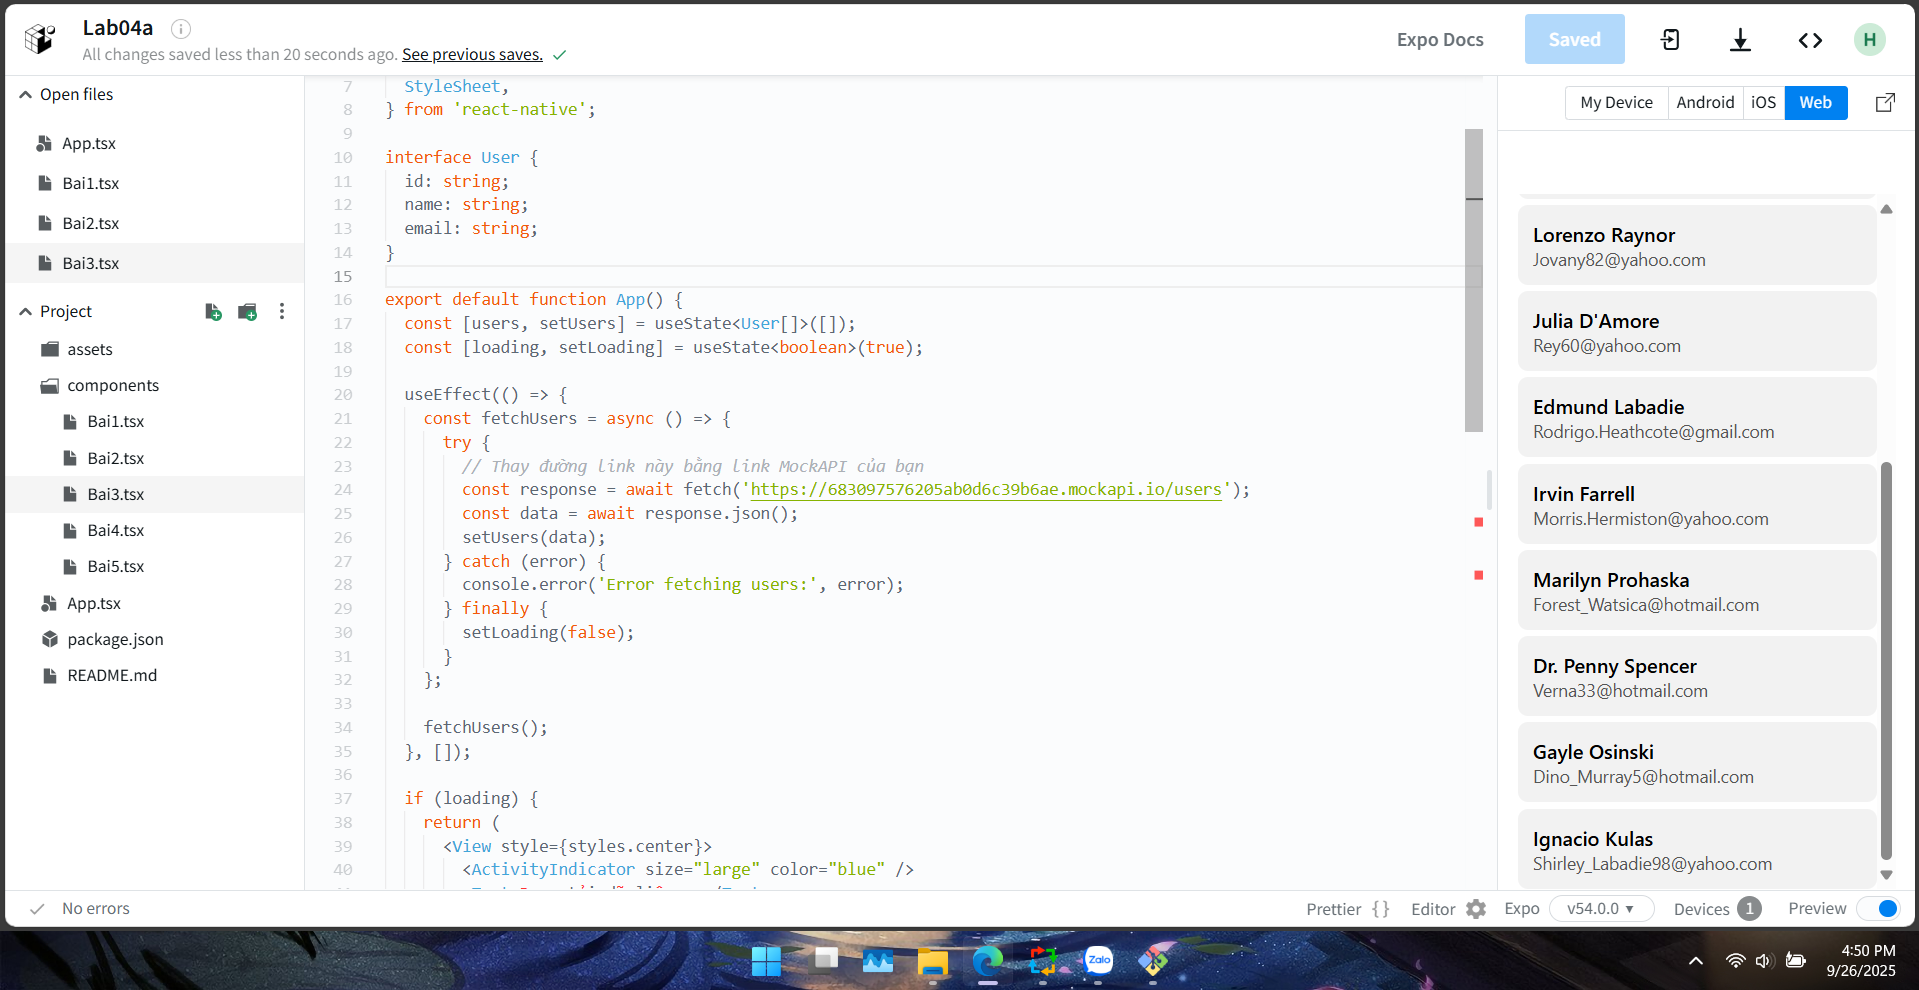 Lab04a
All changes saved less than 20 seconds ago. See previous saves.
Expo Docs
Saved
H
Open files
App.tsx
Bai1.tsx
Bai2.tsx
Bai3.tsx
Project
assets
components
Bai1.tsx
Bai2.tsx
Bai3.tsx
Bai4.tsx
Bai5.tsx
App.tsx
package.json
README.md
7 StyleSheet,
8 } from 'react-native';
9
10 interface User {
11 id: string;
12 name: string;
13 email: string;
14 }
15
16 export default function App() {
17 const [users, setUsers] = useState<User[]>([]);
18 const [loading, setLoading] = useState<boolean>(true);
19
20 useEffect(() => {
21 const fetchUsers = async () => {
22 try {
23 // Thay đường link này bằng link MockAPI của bạn
24 const response = await fetch('https://683097576205ab0d6c39b6ae.mockapi.io/users');
25 const data = await response.json();
26 setUsers(data);
27 } catch (error) {
28 console.error('Error fetching users:', error);
29 } finally {
30 setLoading(false);
31 }
32 };
33
34 fetchUsers();
35 }, []);
36
37 if (loading) {
38 return (
39 <View style={styles.center}>
40 <ActivityIndicator size="large" color="blue" />
My Device
Android
iOS
Web
Lorenzo Raynor
Jovany82@yahoo.com
Julia D'Amore
Rey60@yahoo.com
Edmund Labadie
Rodrigo.Heathcote@gmail.com
Irvin Farrell
Morris.Hermiston@yahoo.com
Marilyn Prohaska
Forest_Watsica@hotmail.com
Dr. Penny Spencer
Verna33@hotmail.com
Gayle Osinski
Dino_Murray5@hotmail.com
Ignacio Kulas
Shirley_Labadie98@yahoo.com
No errors
Prettier { }
Editor
Expo
v54.0.0
Devices 1
Preview
Zalo
4:50 PM
9/26/2025